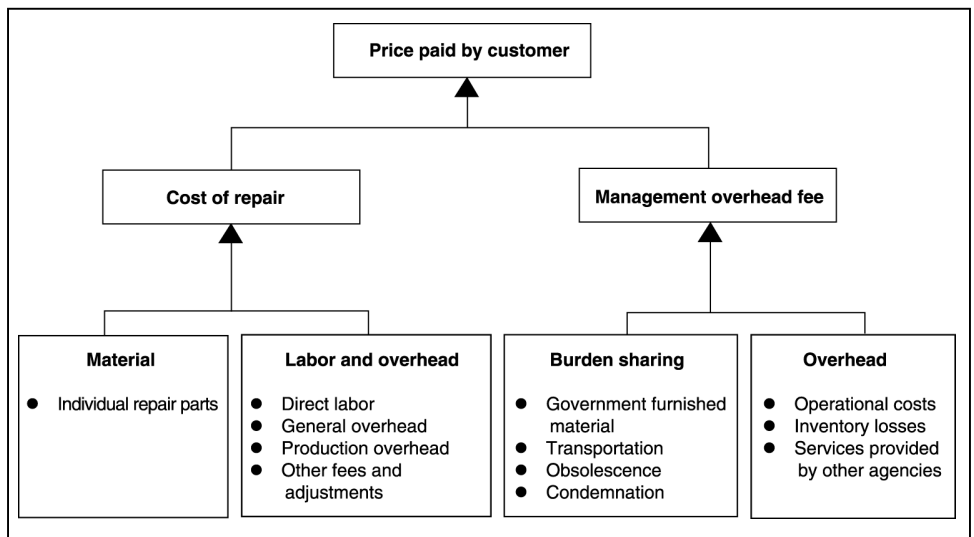 Price paid by customer
Cost of repair
Management overhead fee
Material
● Individual repair parts
Labor and overhead
● Direct labor
● General overhead
● Production overhead
● Other fees and
adjustments
Burden sharing
● Government furnished
material
● Transportation
● Obsolescence
● Condemnation
Overhead
● Operational costs
● Inventory losses
● Services provided
by other agencies